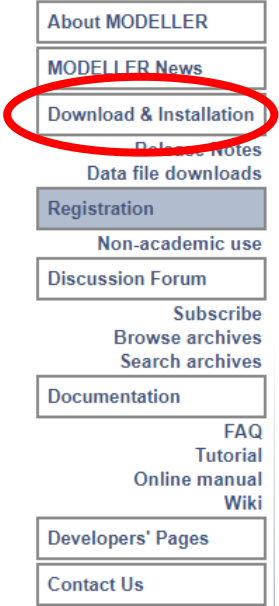 About MODELLER
MODELLER News
Download & Installation
Release Notes
Data file downloads
Registration
Non-academic use
Discussion Forum
Subscribe
Browse archives
Search archives
Documentation
FAQ
Tutorial
Online manual
Wiki
Developers' Pages
Contact Us